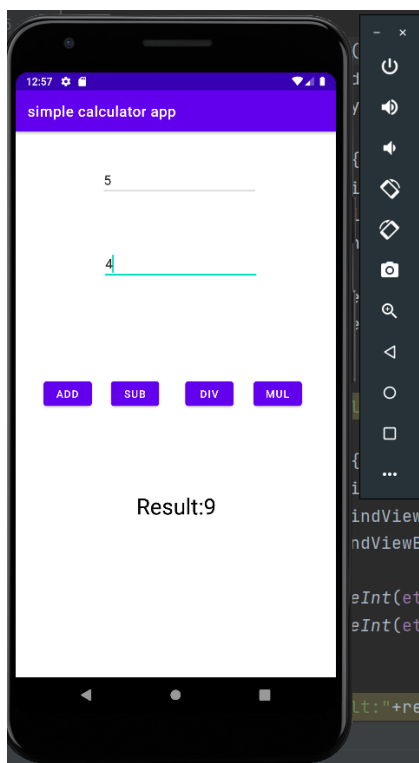 12:57
simple calculator app
5
4
ADD SUB DIV MUL
Result:9
indView
ndViewB
eInt(et
eInt(et
lt:"+re